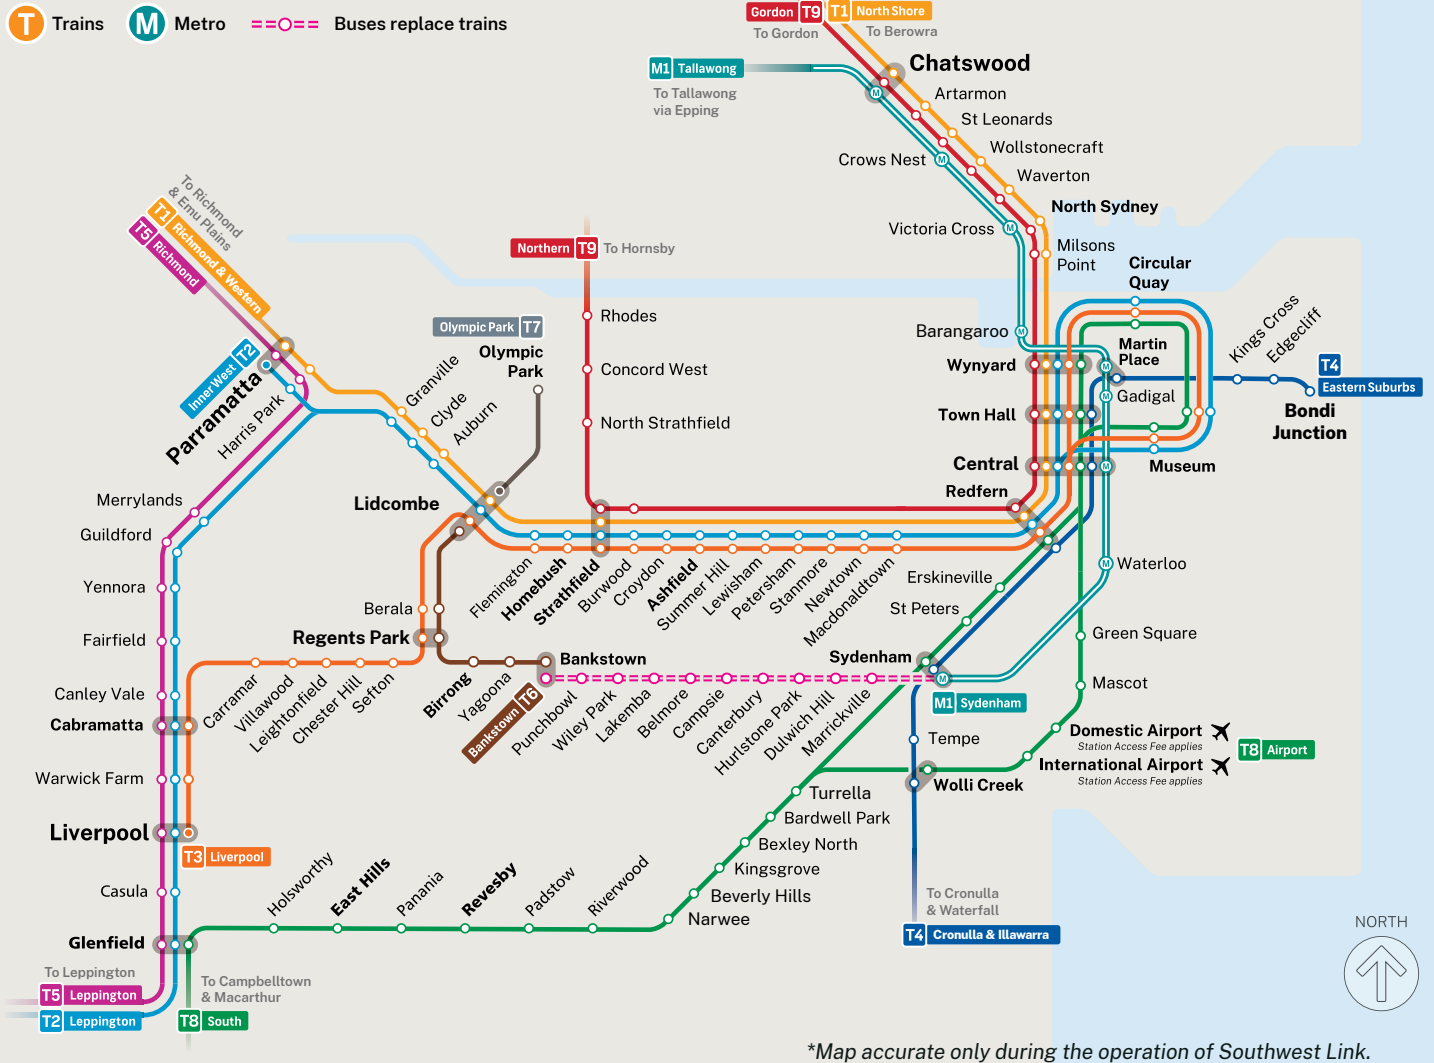 T Trains
M Metro
Buses replace trains
Gordon T9
To Gordon
T1 North Shore
To Berowra
M1 Tallawong
To Tallawong
via Epping
Chatswood
M
Artarmon
St Leonards
Wollstonecraft
Waverton
Crows Nest
M
North Sydney
Victoria Cross
M
Milsons
Point
Circular
Quay
To Richmond
& Emu Plains
T1 Richmond & Western
T5 Richmond
Northern T9
To Hornsby
Rhodes
Concord West
North Strathfield
Olympic Park T7
Olympic
Park
Inner West T2
Parramatta
Harris Park
Granville
Clyde
Auburn
Barangaroo
M
Wynyard
Martin
Place
M
Kings Cross
Edgecliff
T4
Eastern Suburbs
Bondi
Junction
Gadigal
M
Town Hall
Central
M
Museum
Redfern
Merrylands
Guildford
Lidcombe
Yennora
Fairfield
Canley Vale
Cabramatta
Warwick Farm
Liverpool
T3 Liverpool
Casula
Glenfield
Berala
Regents Park
Flemington
Homebush
Strathfield
Burwood
Croydon
Ashfield
Summer Hill
Lewisham
Petersham
Stanmore
Newtown
Macdonaldtown
Erskineville
St Peters
Sydenham
M
M1 Sydenham
Waterloo
M
Green Square
Mascot
Domestic Airport
Station Access Fee applies
International Airport
Station Access Fee applies
T8 Airport
Carramar
Villawood
Leightonfield
Chester Hill
Sefton
Birrong
Yagoona
Bankstown
Bankstown T6
Punchbowl
Wiley Park
Lakemba
Belmore
Campsie
Canterbury
Hurlstone Park
Dulwich Hill
Marrickville
Tempe
Wolli Creek
Turrella
Bardwell Park
Bexley North
Kingsgrove
Beverly Hills
Narwee
Holsworthy
East Hills
Panania
Revesby
Padstow
Riverwood
To Cronulla
& Waterfall
T4 Cronulla & Illawarra
To Leppington
T5 Leppington
T2 Leppington
To Campbelltown
& Macarthur
T8 South
NORTH
*Map accurate only during the operation of Southwest Link.